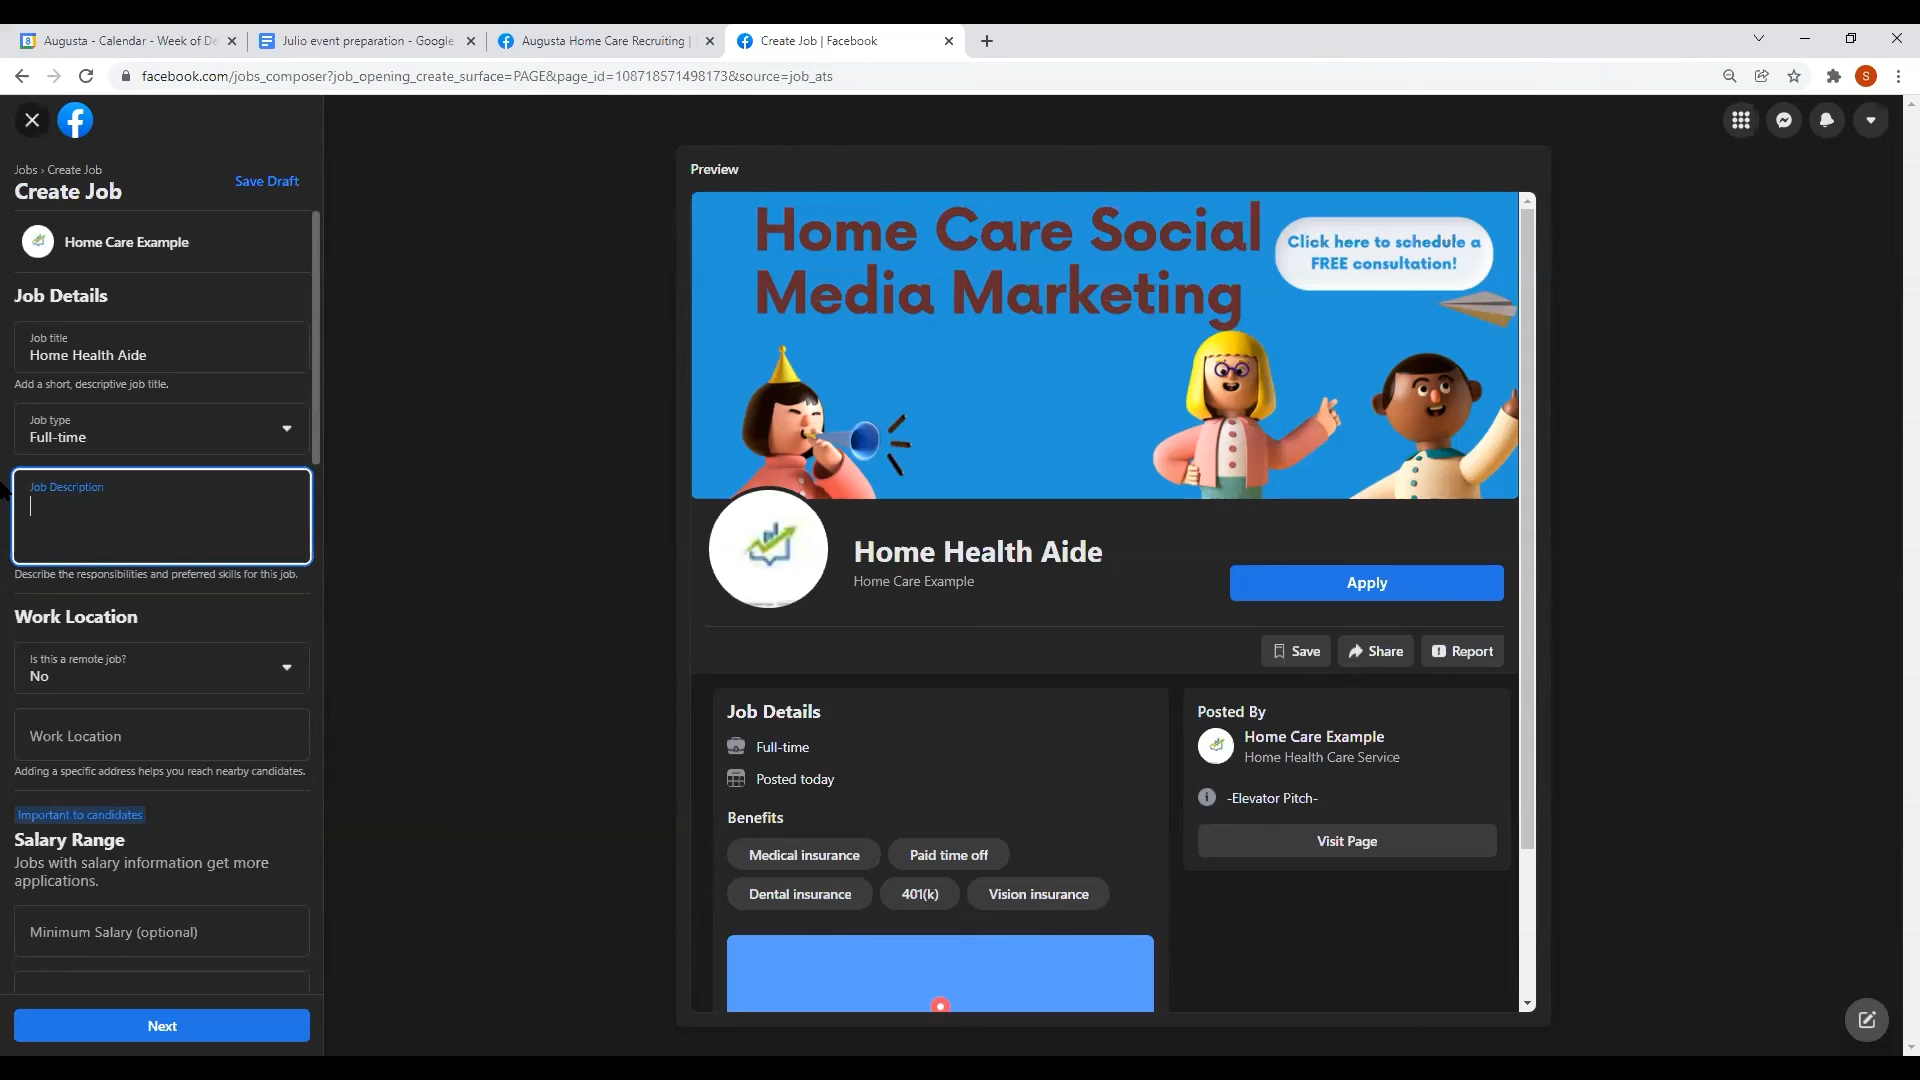 Augusta - Calendar - Week of De
Julio event preparation - Google
Augusta Home Care Recruiting |
Create Job | Facebook
facebook.com/jobs_composer?job_opening_create_surface=PAGE&page_id=108718571498173&source=job_ats
S
Jobs › Create Job
Create Job
Save Draft
Home Care Example
Job Details
Job title
Home Health Aide
Add a short, descriptive job title.
Job type
Full-time
Job Description
Describe the responsibilities and preferred skills for this job.
Work Location
Is this a remote job?
No
Work Location
Adding a specific address helps you reach nearby candidates.
Important to candidates
Salary Range
Jobs with salary information get more
applications.
Minimum Salary (optional)
Next
Preview
Home Care Social
Media Marketing
Click here to schedule a
FREE consultation!
Home Health Aide
Home Care Example
Apply
Save
Share
Report
Job Details
Full-time
Posted today
Benefits
Medical insurance
Paid time off
Dental insurance
401(k)
Vision insurance
Posted By
Home Care Example
Home Health Care Service
-Elevator Pitch-
Visit Page